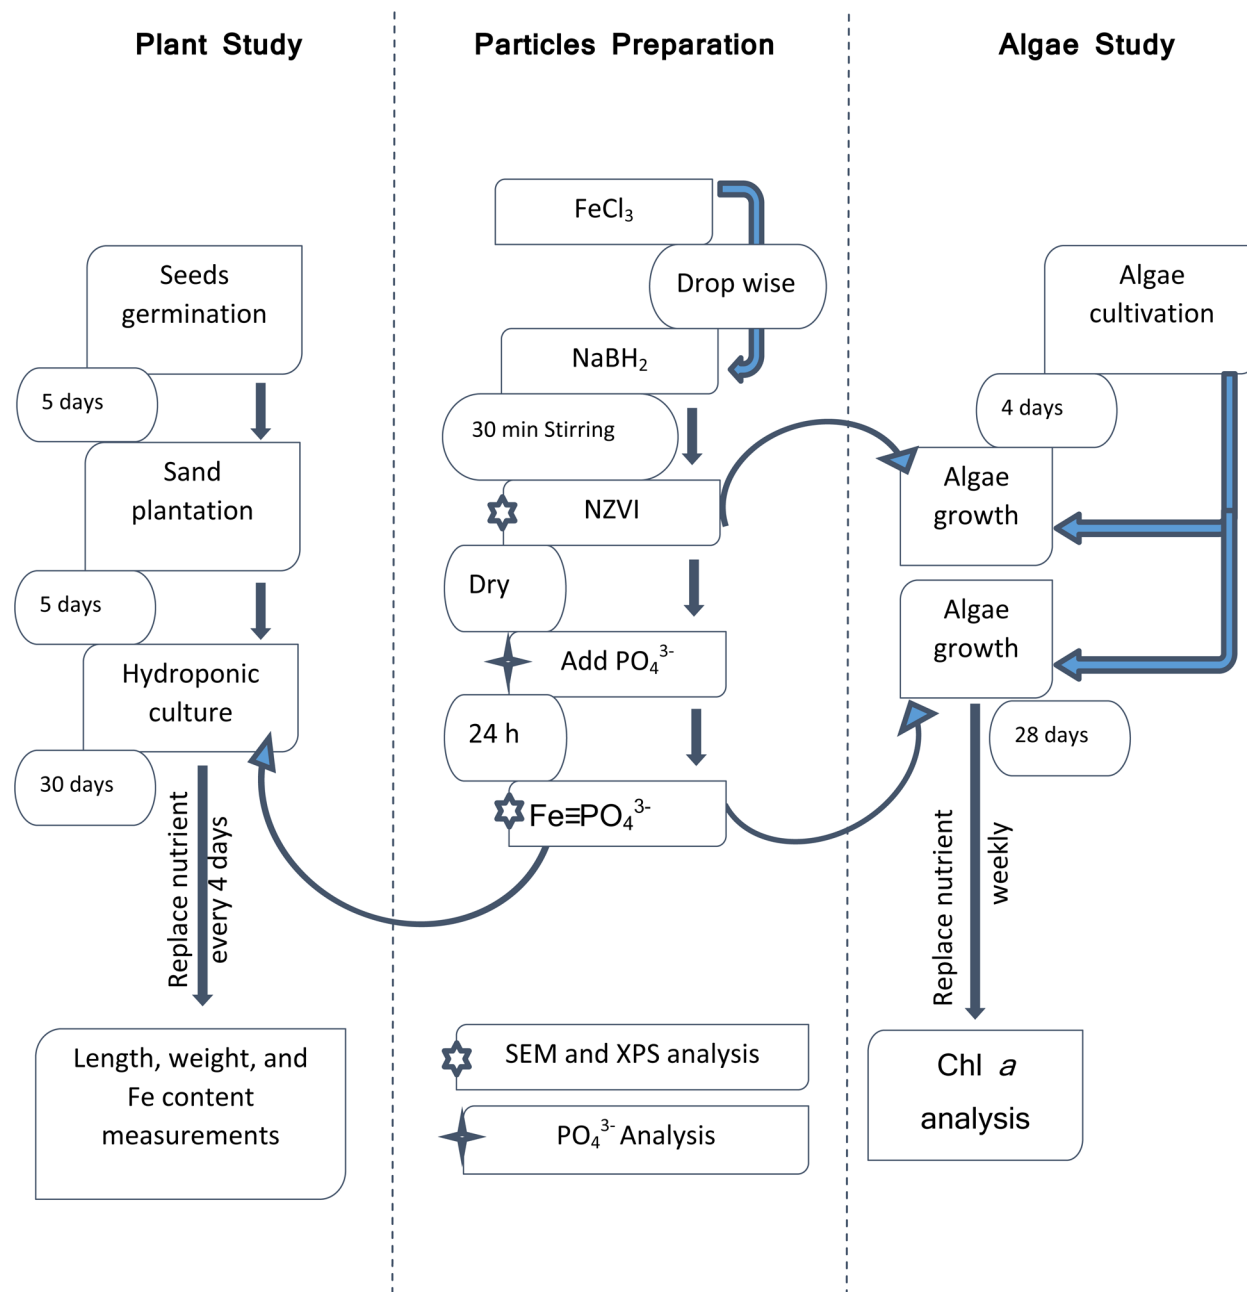 Plant Study
Seeds
germination
5 days
Sand
plantation
5 days
Hydroponic
culture
30 days
Replace nutrient
every 4 days
Length, weight, and
Fe content
measurements
Particles Preparation
FeCl₃
Drop wise
NaBH₂
30 min Stirring
NZVI
Dry
Add PO₄³⁻
24 h
Fe≡PO₄³⁻
SEM and XPS analysis
PO₄³⁻ Analysis
Algae Study
Algae
cultivation
4 days
Algae
growth
Algae
growth
28 days
Replace nutrient
weekly
Chl a
analysis